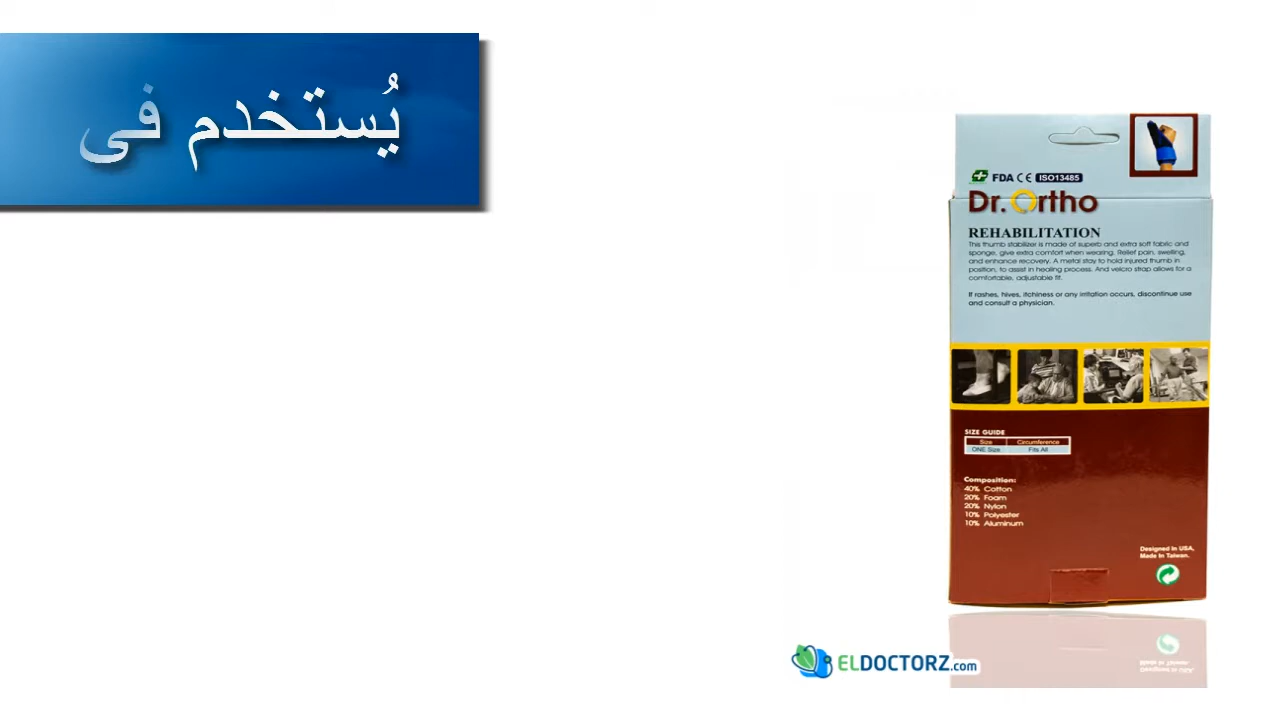 يُستخدم فى
FDA CE ISO13485
Dr. Ortho
REHABILITATION
This thumb stabilizer is made of superb and extra soft fabric and
sponge, give extra comfort when wearing. Relief pain, swelling,
and enhance recovery. A metal stay to hold injured thumb in
position, to assist in healing process. And velcro strap allows for a
comfortable, adjustable fit.
If rashes, hives, itchiness or any irritation occurs, discontinue use
and consult a physician.
SIZE GUIDE
Size Circumference
ONE Size Fits All
Composition:
40% Cotton
20% Foam
20% Nylon
10% Polyester
10% Aluminum
Designed In USA,
Made In Taiwan.
ELDOCTORZ.com